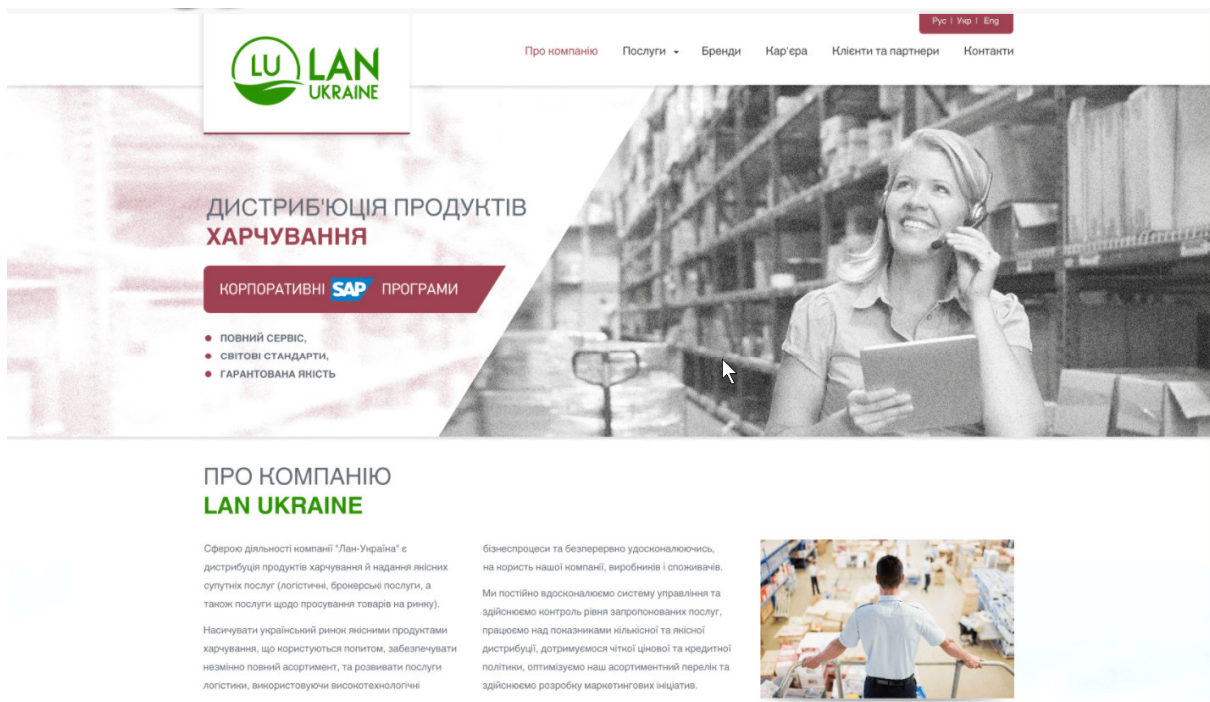 Рус | Укр | Eng
LU LAN
UKRAINE
Про компанію Послуги Бренди Кар'єра Клієнти та партнери Контакти
ДИСТРИБ'ЮЦІЯ ПРОДУКТІВ
ХАРЧУВАННЯ
КОРПОРАТИВНІ SAP ПРОГРАМИ
ПОВНИЙ СЕРВІС,
СВІТОВІ СТАНДАРТИ,
ГАРАНТОВАНА ЯКІСТЬ
ПРО КОМПАНІЮ
LAN UKRAINE
Сферою діяльності компанії "Лан-Україна" є
дистрибуція продуктів харчування й надання якісних
супутніх послуг (логістичні, брокерські послуги, а
також послуги щодо просування товарів на ринку).
Насичувати український ринок якісними продуктами
харчування, що користуються попитом, забезпечувати
незмінно повний асортимент, та розвивати послуги
логістики, використовуючи високотехнологічні
бізнеспроцеси та безперервно удосконалюючись,
на користь нашої компанії, виробників і споживачів.
Ми постійно вдосконалюємо систему управління та
здійснюємо контроль рівня запропонованих послуг,
працюємо над показниками кількісної та якісної
дистрибуції, дотримуємося чіткої цінової та кредитної
політики, оптимізуємо наш асортиментний перелік та
здійснюємо розробку маркетингових ініціатив.